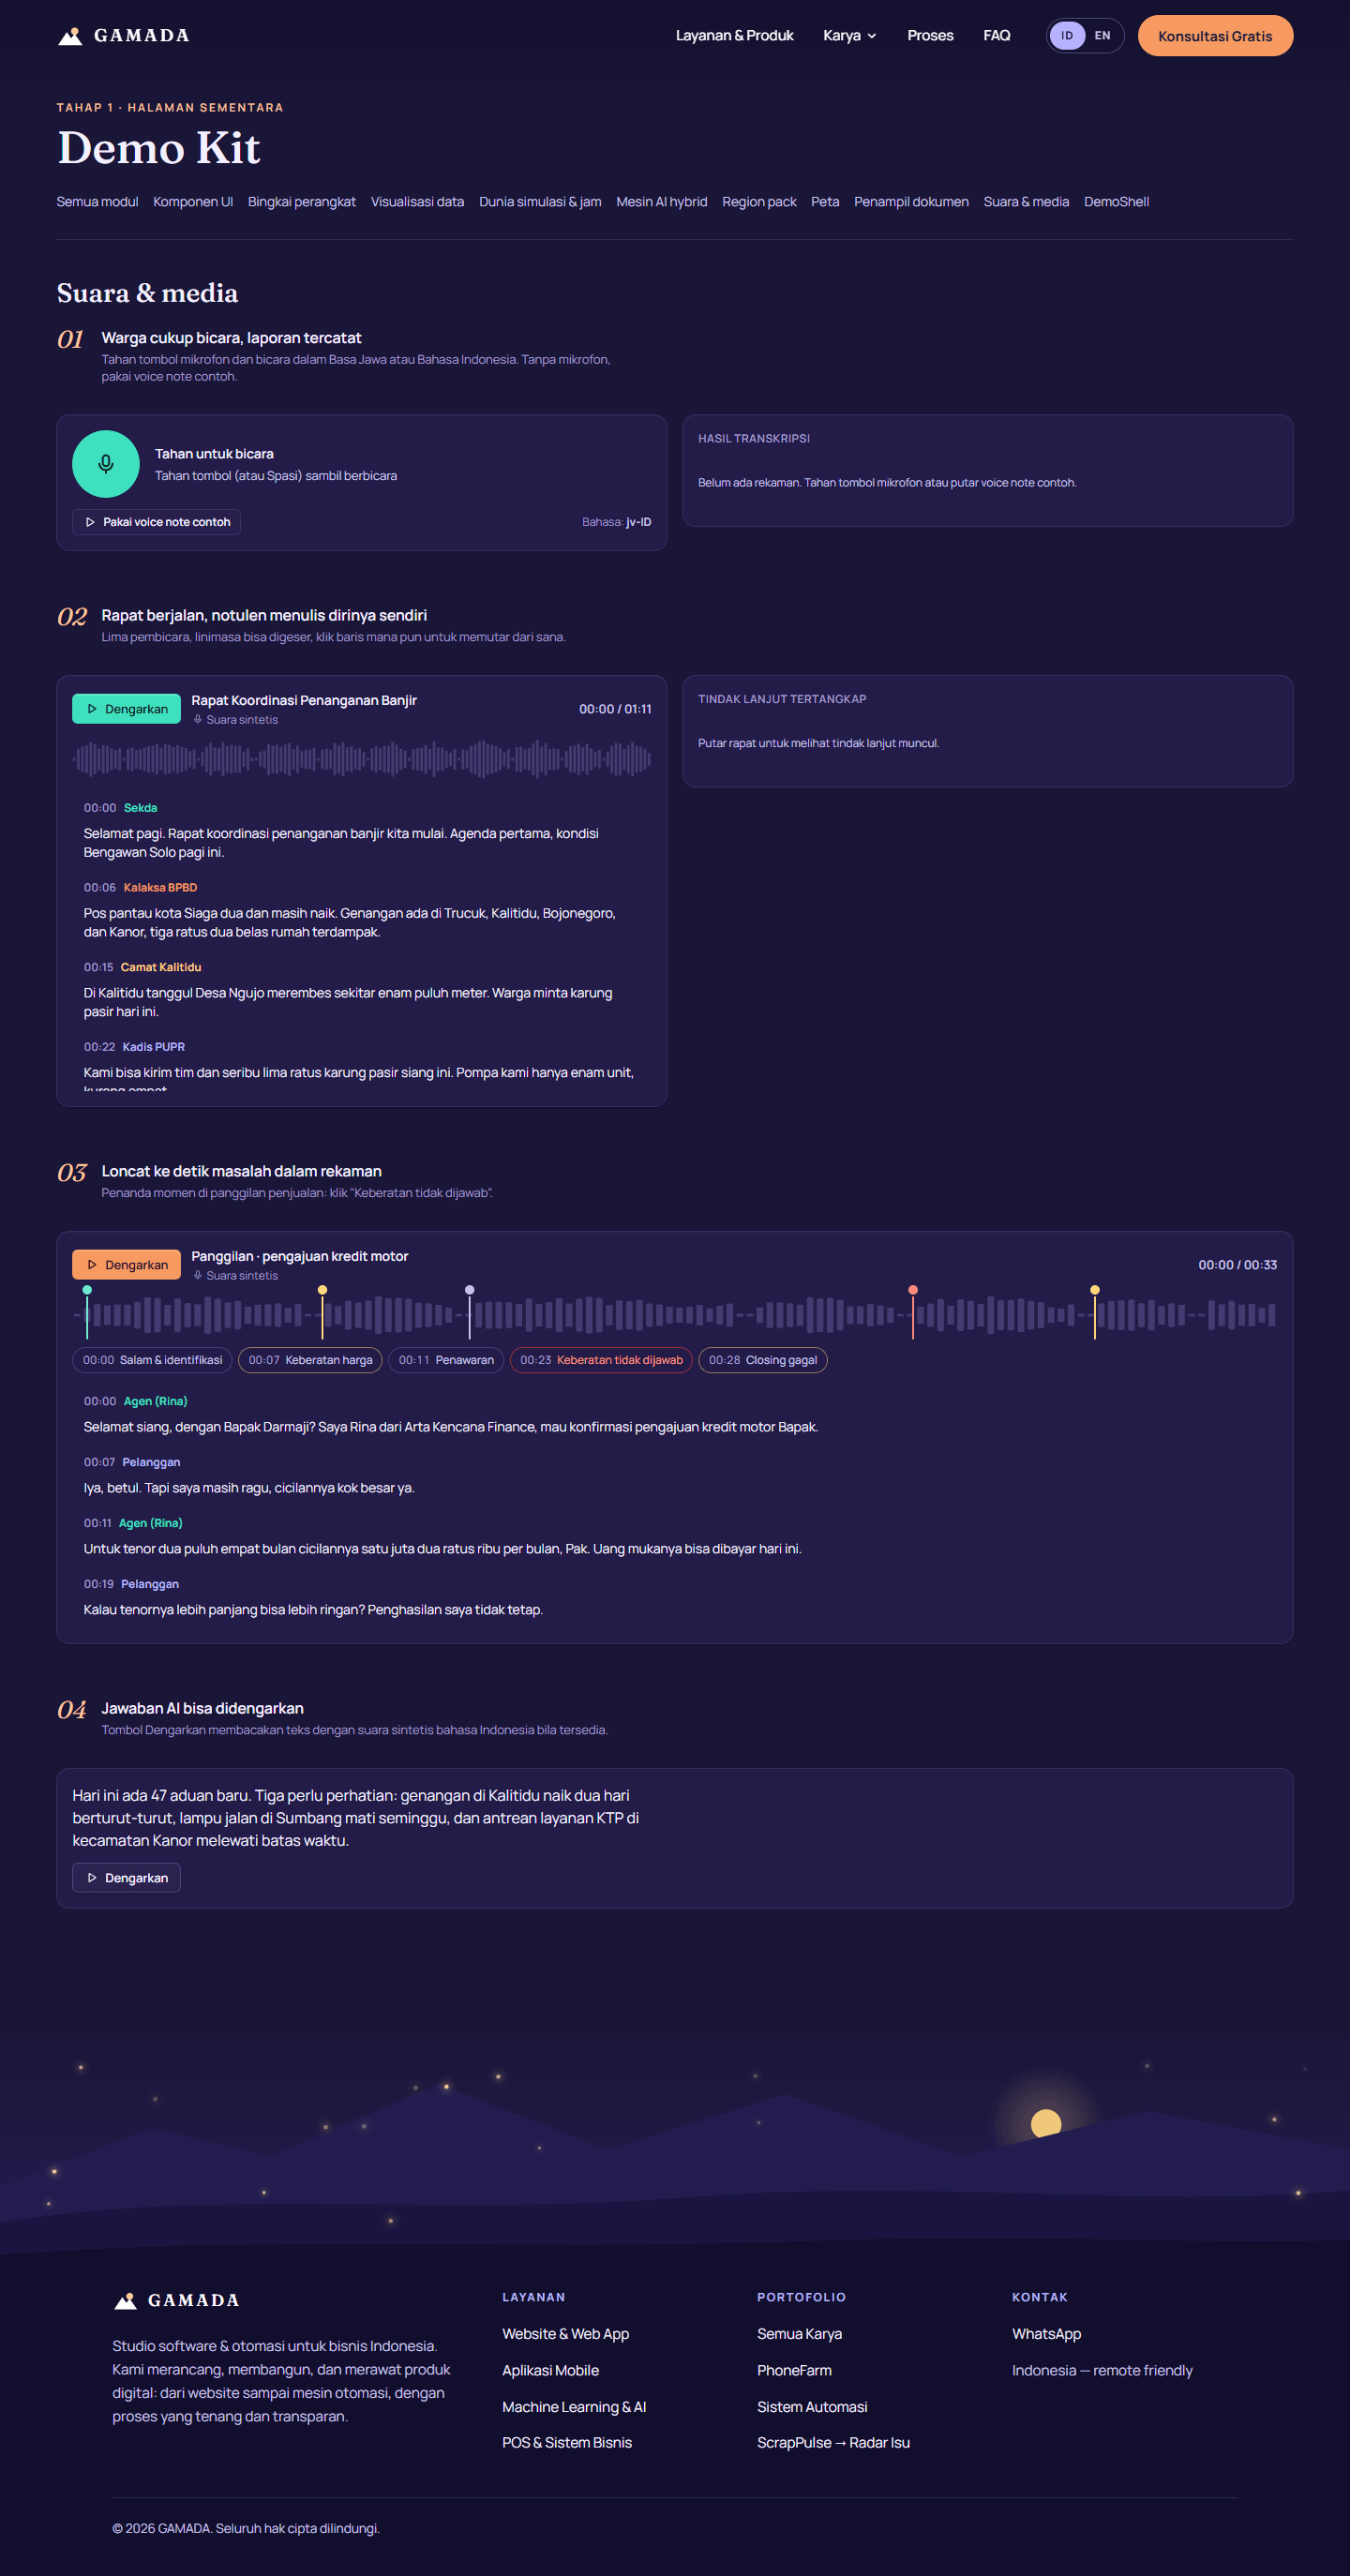 GAMADA
Layanan & Produk
Karya
Proses
FAQ
ID
EN
Konsultasi Gratis
TAHAP 1 · HALAMAN SEMENTARA
Demo Kit
Semua modul
Komponen UI
Bingkai perangkat
Visualisasi data
Dunia simulasi & jam
Mesin AI hybrid
Region pack
Peta
Penampil dokumen
Suara & media
DemoShell
Suara & media
01
Warga cukup bicara, laporan tercatat
Tahan tombol mikrofon dan bicara dalam Basa Jawa atau Bahasa Indonesia. Tanpa mikrofon,
pakai voice note contoh.
Tahan untuk bicara
Tahan tombol (atau Spasi) sambil berbicara
Pakai voice note contoh
Bahasa: jv-ID
HASIL TRANSKRIPSI
Belum ada rekaman. Tahan tombol mikrofon atau putar voice note contoh.
02
Rapat berjalan, notulen menulis dirinya sendiri
Lima pembicara, linimasa bisa digeser, klik baris mana pun untuk memutar dari sana.
Dengarkan
Rapat Koordinasi Penanganan Banjir
Suara sintetis
00:00 / 01:11
00:00 Sekda
Selamat pagi. Rapat koordinasi penanganan banjir kita mulai. Agenda pertama, kondisi
Bengawan Solo pagi ini.
00:06 Kalaksa BPBD
Pos pantau kota Siaga dua dan masih naik. Genangan ada di Trucuk, Kalitidu, Bojonegoro,
dan Kanor, tiga ratus dua belas rumah terdampak.
00:15 Camat Kalitidu
Di Kalitidu tanggul Desa Ngujo merembes sekitar enam puluh meter. Warga minta karung
pasir hari ini.
00:22 Kadis PUPR
Kami bisa kirim tim dan seribu lima ratus karung pasir siang ini. Pompa kami hanya enam unit,
kurang empat.
TINDAK LANJUT TERTANGKAP
Putar rapat untuk melihat tindak lanjut muncul.
03
Loncat ke detik masalah dalam rekaman
Penanda momen di panggilan penjualan: klik "Keberatan tidak dijawab".
Dengarkan
Panggilan · pengajuan kredit motor
Suara sintetis
00:00 / 00:33
00:00 Salam & identifikasi
00:07 Keberatan harga
00:11 Penawaran
00:23 Keberatan tidak dijawab
00:28 Closing gagal
00:00 Agen (Rina)
Selamat siang, dengan Bapak Darmaji? Saya Rina dari Arta Kencana Finance, mau konfirmasi pengajuan kredit motor Bapak.
00:07 Pelanggan
Iya, betul. Tapi saya masih ragu, cicilannya kok besar ya.
00:11 Agen (Rina)
Untuk tenor dua puluh empat bulan cicilannya satu juta dua ratus ribu per bulan, Pak. Uang mukanya bisa dibayar hari ini.
00:19 Pelanggan
Kalau tenornya lebih panjang bisa lebih ringan? Penghasilan saya tidak tetap.
04
Jawaban AI bisa didengarkan
Tombol Dengarkan membacakan teks dengan suara sintetis bahasa Indonesia bila tersedia.
Hari ini ada 47 aduan baru. Tiga perlu perhatian: genangan di Kalitidu naik dua hari
berturut-turut, lampu jalan di Sumbang mati seminggu, dan antrean layanan KTP di
kecamatan Kanor melewati batas waktu.
Dengarkan
GAMADA
Studio software & otomasi untuk bisnis Indonesia.
Kami merancang, membangun, dan merawat produk
digital: dari website sampai mesin otomasi, dengan
proses yang tenang dan transparan.
LAYANAN
Website & Web App
Aplikasi Mobile
Machine Learning & AI
POS & Sistem Bisnis
PORTOFOLIO
Semua Karya
PhoneFarm
Sistem Automasi
ScrapPulse → Radar Isu
KONTAK
WhatsApp
Indonesia — remote friendly
© 2026 GAMADA. Seluruh hak cipta dilindungi.